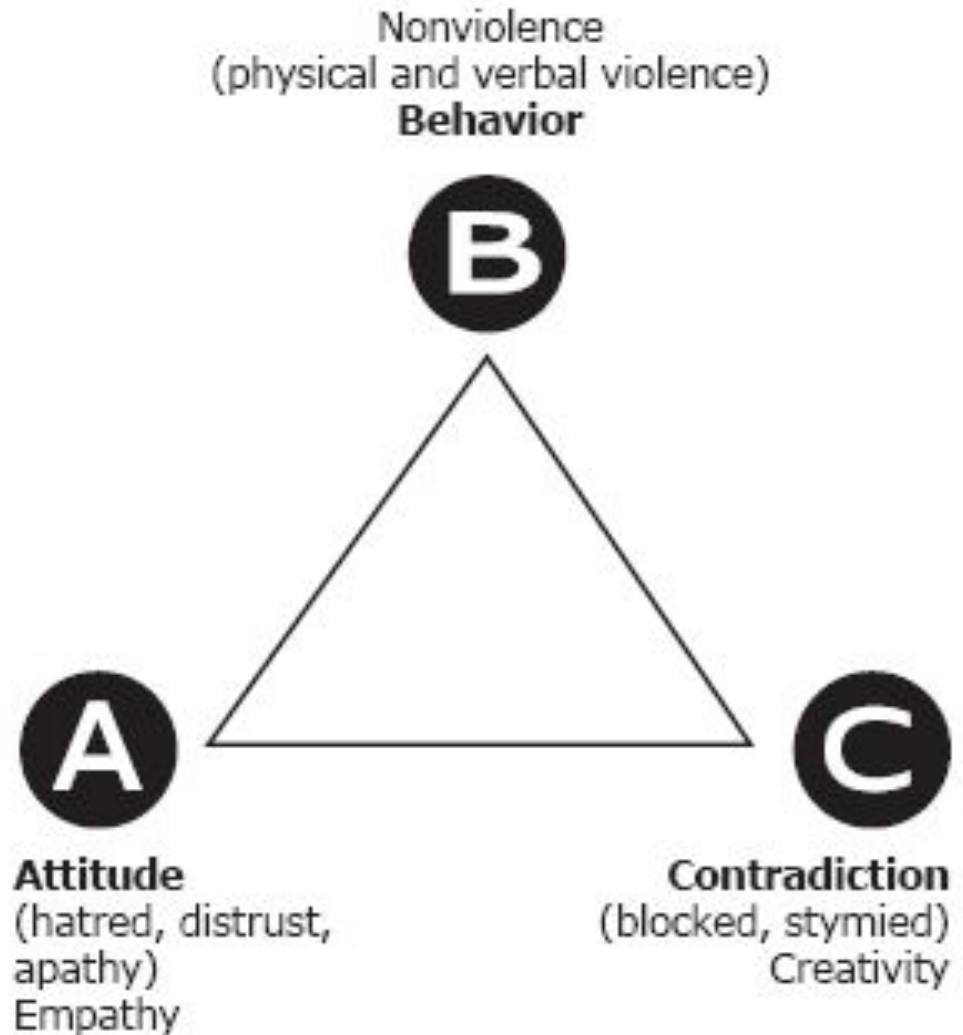 Nonviolence
(physical and verbal violence)
Behavior
B
A
C
Attitude
(hatred, distrust,
apathy)
Empathy
Contradiction
(blocked, stymied)
Creativity